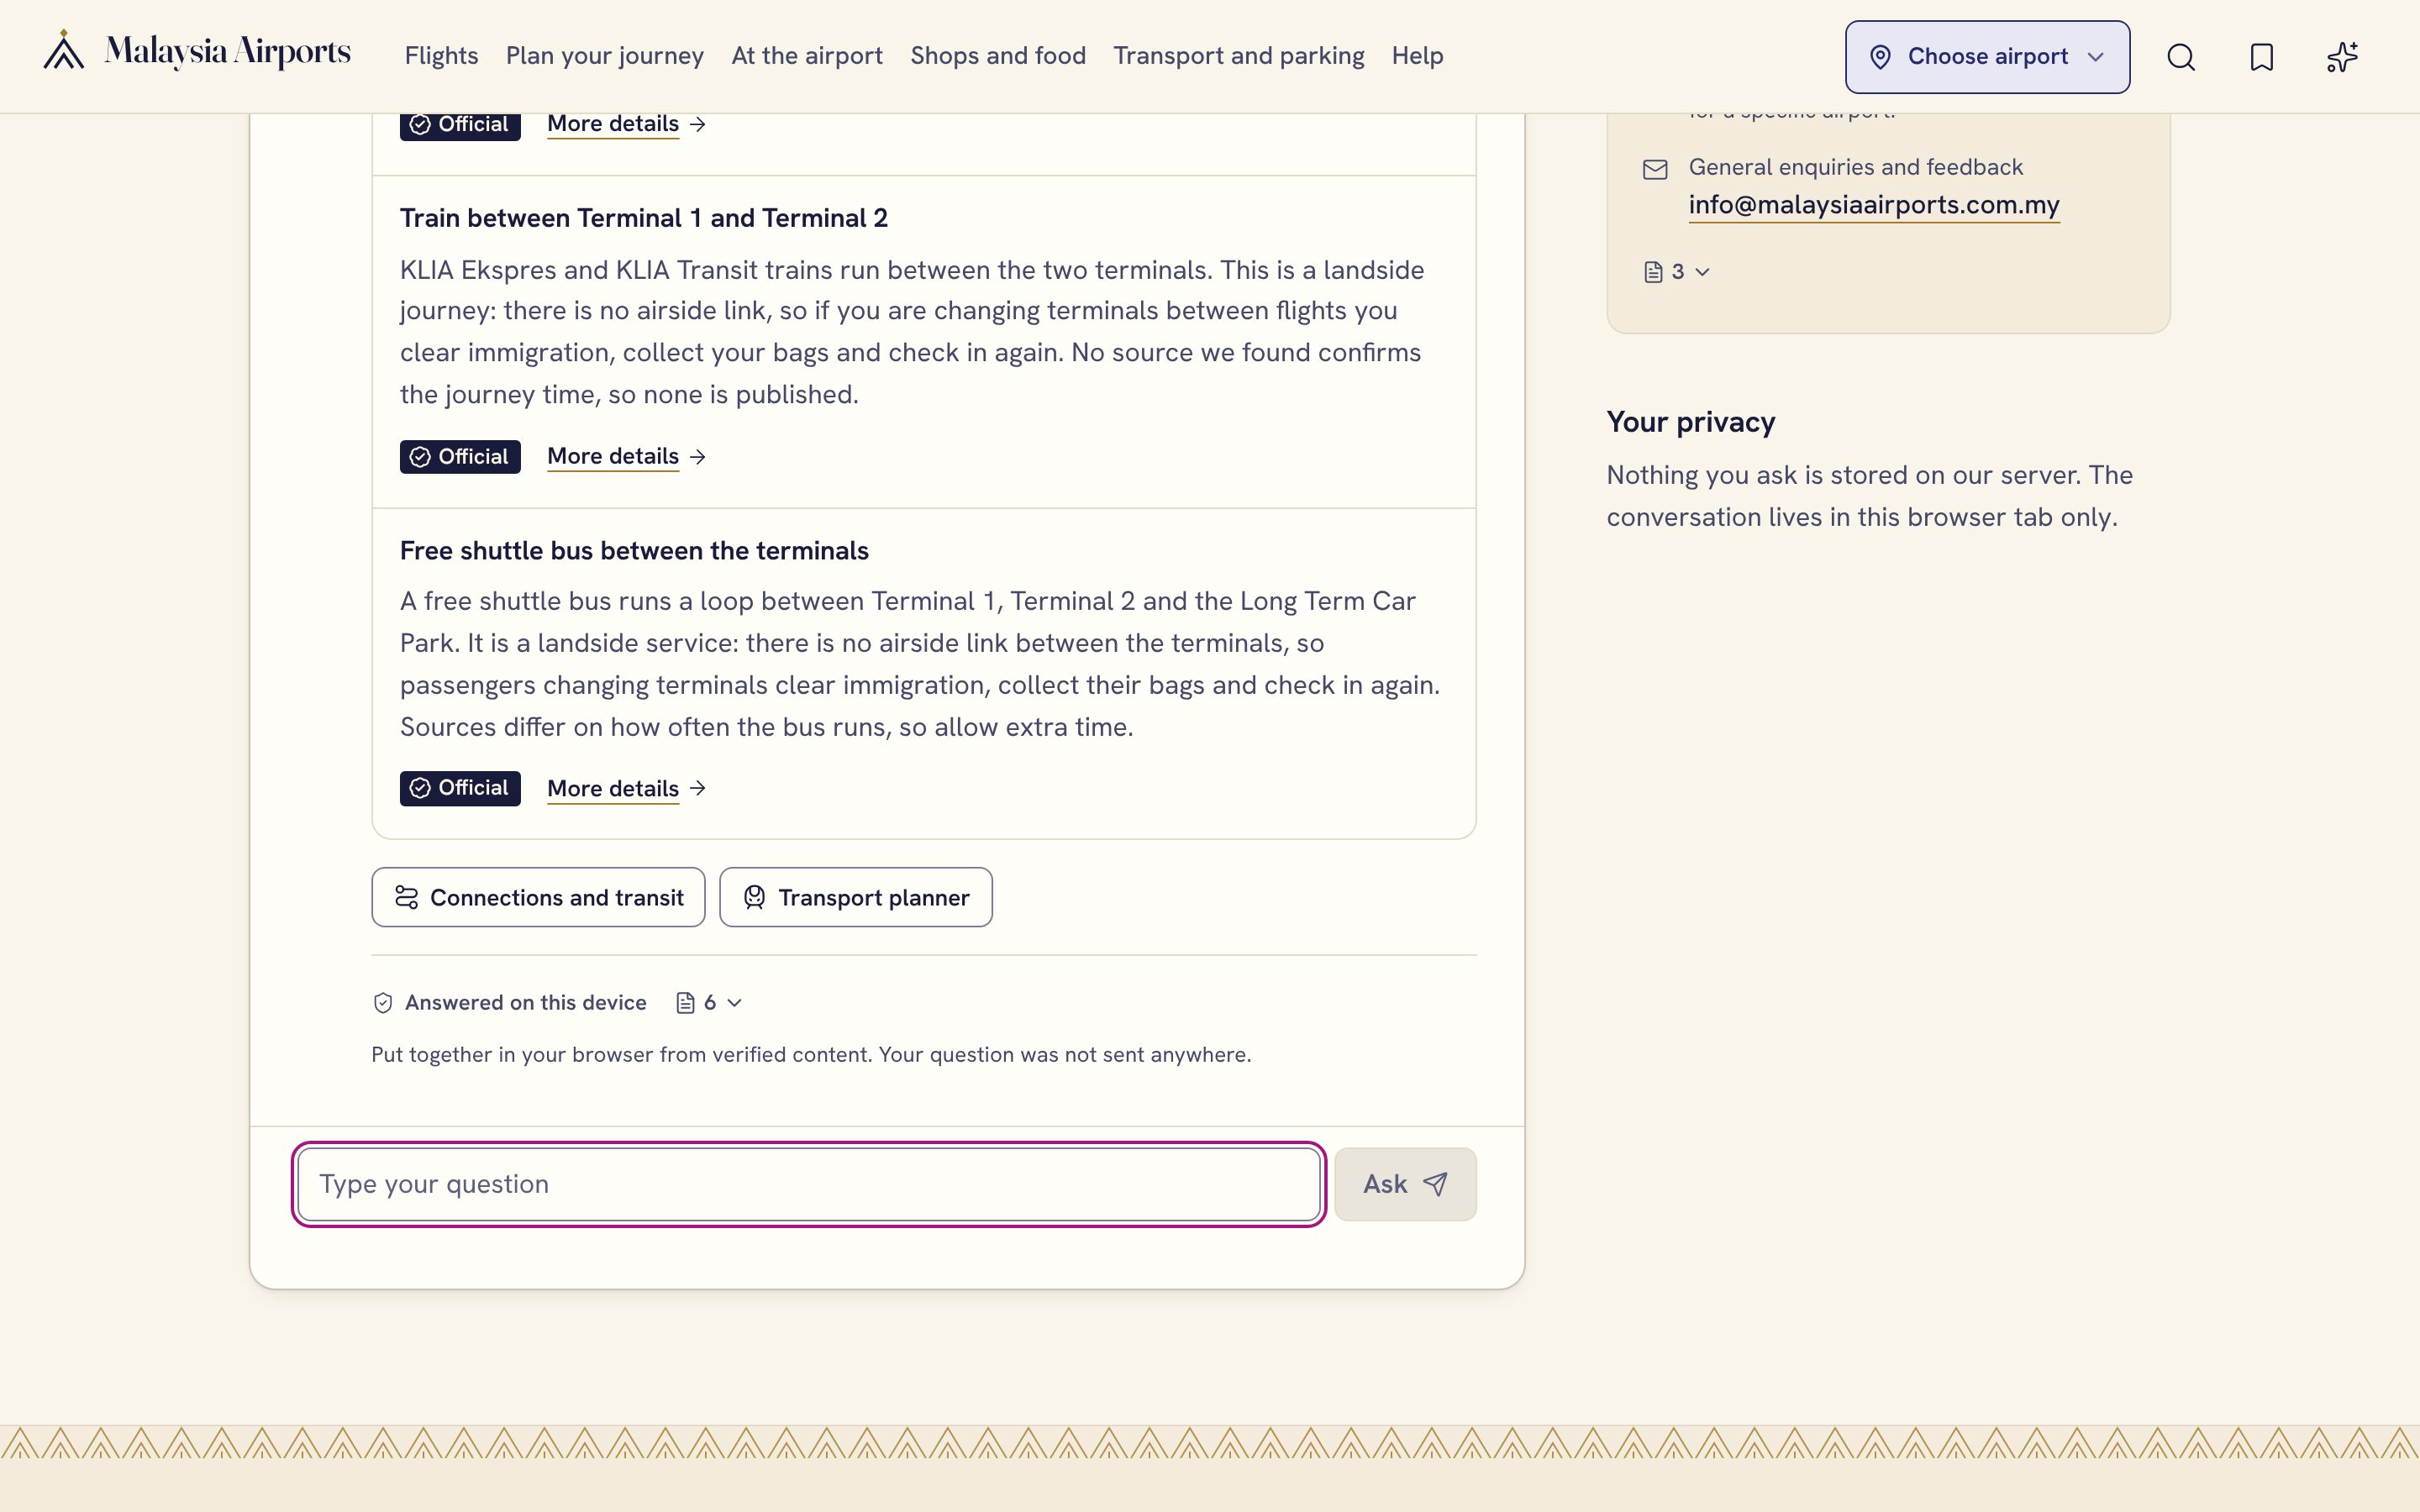 Malaysia Airports
Flights
Plan your journey
At the airport
Shops and food
Transport and parking
Help
Choose airport
Official
More details
Train between Terminal 1 and Terminal 2
KLIA Ekspres and KLIA Transit trains run between the two terminals. This is a landside
journey: there is no airside link, so if you are changing terminals between flights you
clear immigration, collect your bags and check in again. No source we found confirms
the journey time, so none is published.
Official
More details
Free shuttle bus between the terminals
A free shuttle bus runs a loop between Terminal 1, Terminal 2 and the Long Term Car
Park. It is a landside service: there is no airside link between the terminals, so
passengers changing terminals clear immigration, collect their bags and check in again.
Sources differ on how often the bus runs, so allow extra time.
Official
More details
Connections and transit
Transport planner
Answered on this device
6
Put together in your browser from verified content. Your question was not sent anywhere.
Type your question
Ask
for a specific airport.
General enquiries and feedback
info@malaysiaairports.com.my
3
Your privacy
Nothing you ask is stored on our server. The
conversation lives in this browser tab only.